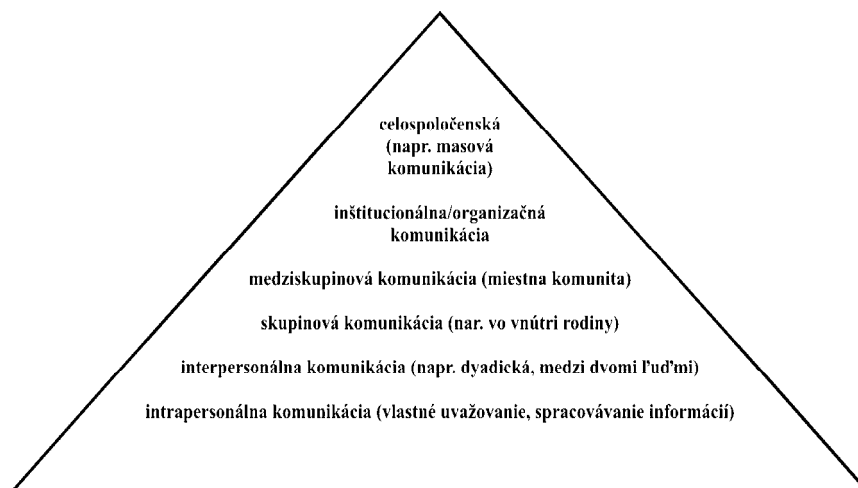 celospoločenská
(napr. masová
komunikácia)
inštitucionálna/organizačná
komunikácia
medziskupinová komunikácia (miestna komunita)
skupinová komunikácia (nar. vo vnútri rodiny)
interpersonálna komunikácia (napr. dyadická, medzi dvomi ľuďmi)
intrapersonálna komunikácia (vlastné uvažovanie, spracovávanie informácií)